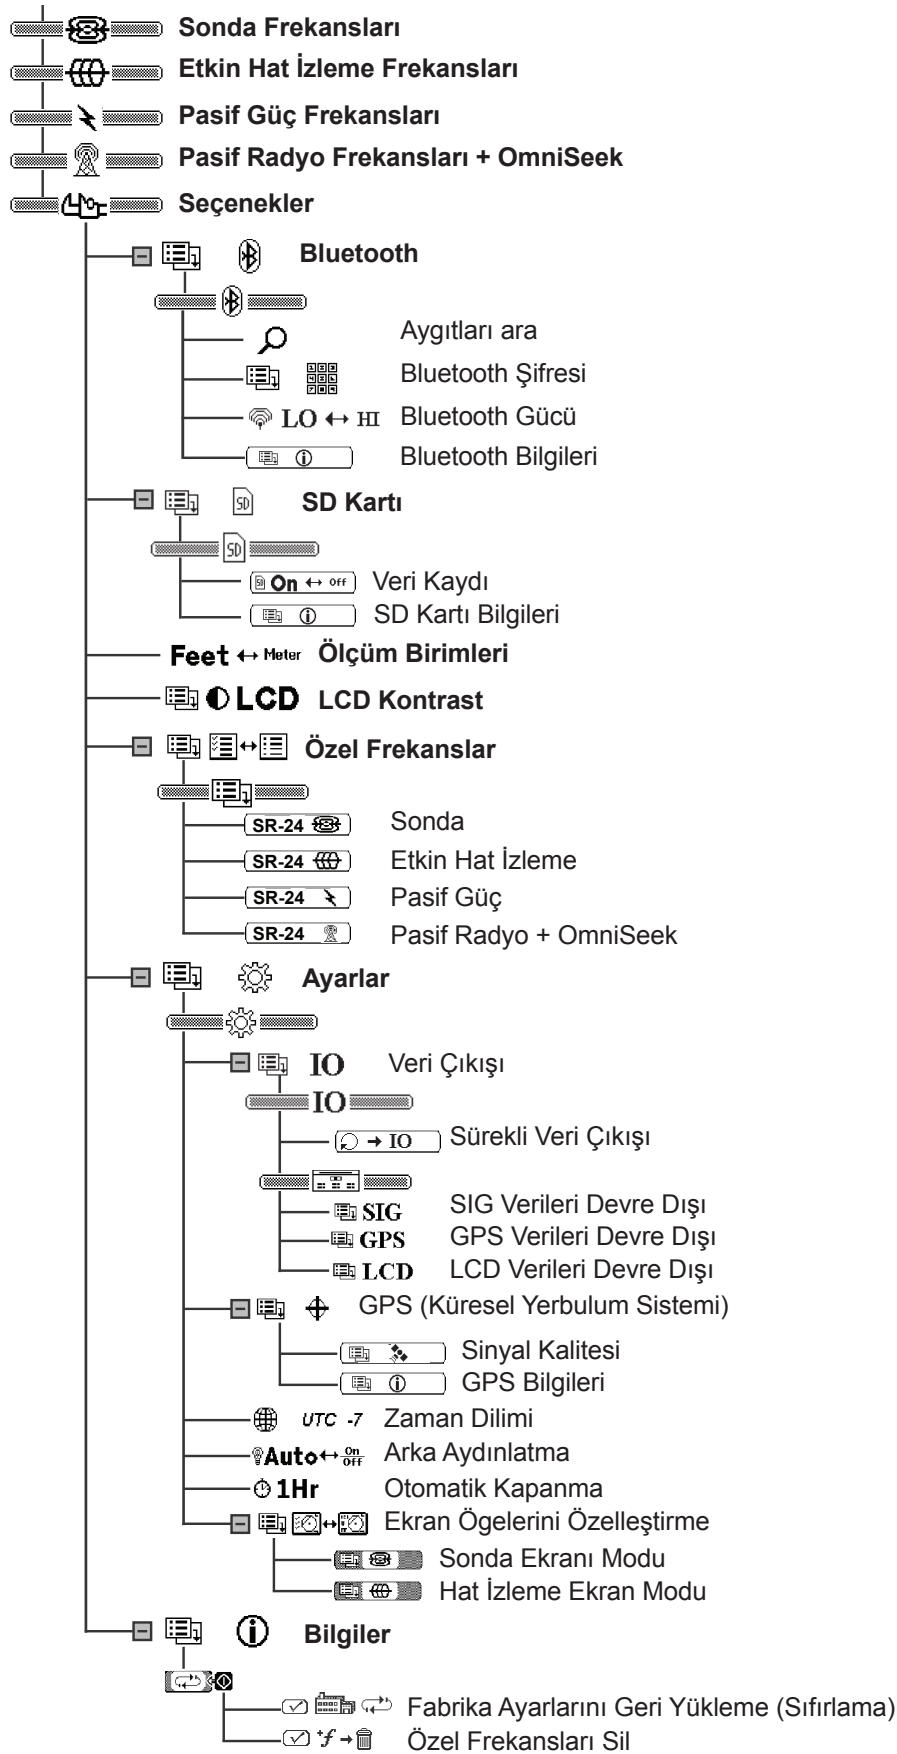 Sonda Frekansları
Etkin Hat İzleme Frekansları
Pasif Güç Frekansları
Pasif Radyo Frekansları + OmniSeek
Seçenekler
Bluetooth
Aygıtları ara
Bluetooth Şifresi
LO ↔ HI Bluetooth Gücü
Bluetooth Bilgileri
SD SD Kartı
SD
On ↔ Off Veri Kaydı
SD Kartı Bilgileri
Feet ↔ Meter Ölçüm Birimleri
LCD LCD Kontrast
Özel Frekanslar
SR-24 Sonda
SR-24 Etkin Hat İzleme
SR-24 Pasif Güç
SR-24 Pasif Radyo + OmniSeek
Ayarlar
IO Veri Çıkışı
IO
→ IO Sürekli Veri Çıkışı
SIG SIG Verileri Devre Dışı
GPS GPS Verileri Devre Dışı
LCD LCD Verileri Devre Dışı
GPS (Küresel Yerbulum Sistemi)
Sinyal Kalitesi
GPS Bilgileri
UTC -7 Zaman Dilimi
Auto ↔ On Off Arka Aydınlatma
1Hr Otomatik Kapanma
Ekran Ögelerini Özelleştirme
Sonda Ekranı Modu
Hat İzleme Ekran Modu
Bilgiler
Fabrika Ayarlarını Geri Yükleme (Sıfırlama)
+f → Özel Frekansları Sil